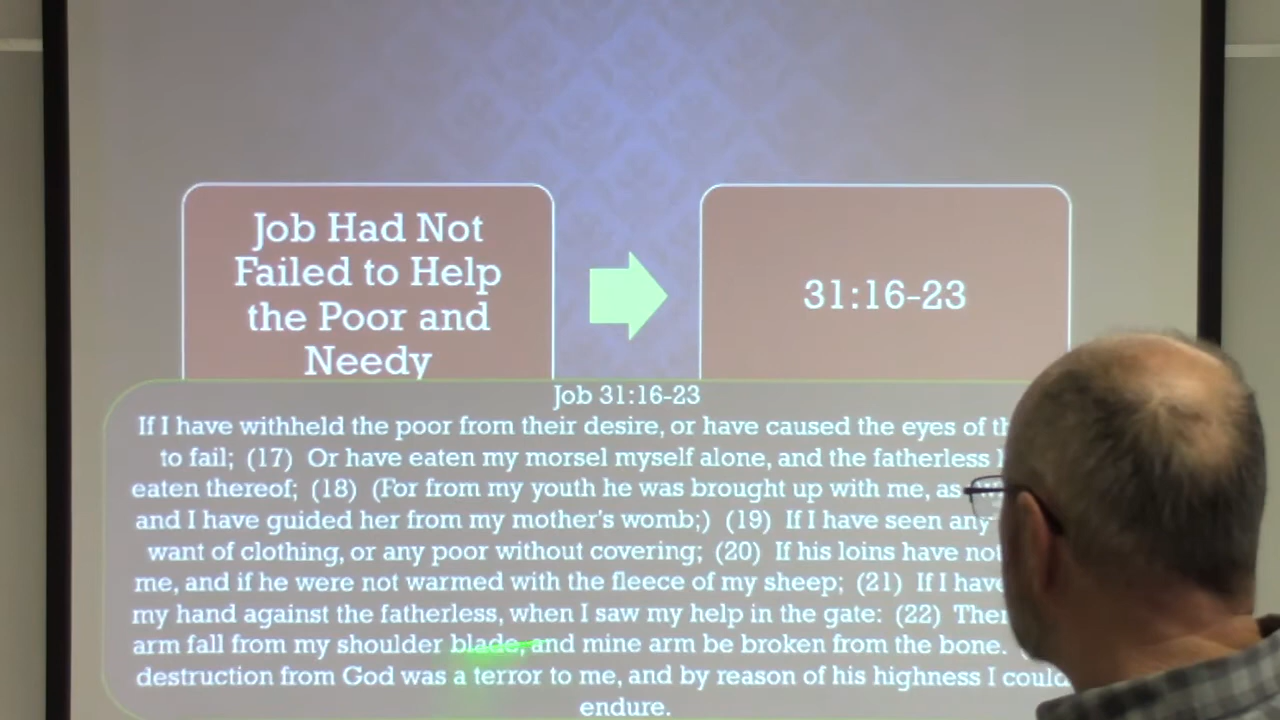 Job Had Not
Failed to Help
the Poor and
Needy
31:16-23
Job 31:16-23
If I have withheld the poor from their desire, or have caused the eyes of
to fail; (17) Or have eaten my morsel myself alone, and the fatherless
eaten thereof; (18) (For from my youth he was brought up with me, as
and I have guided her from my mother's womb;) (19) If I have seen any
want of clothing, or any poor without covering; (20) If his loins have not
me, and if he were not warmed with the fleece of my sheep; (21) If I have
my hand against the fatherless, when I saw my help in the gate: (22)
arm fall from my shoulder blade, and mine arm be broken from the bone.
destruction from God was a terror to me, and by reason of his highness I could
endure.